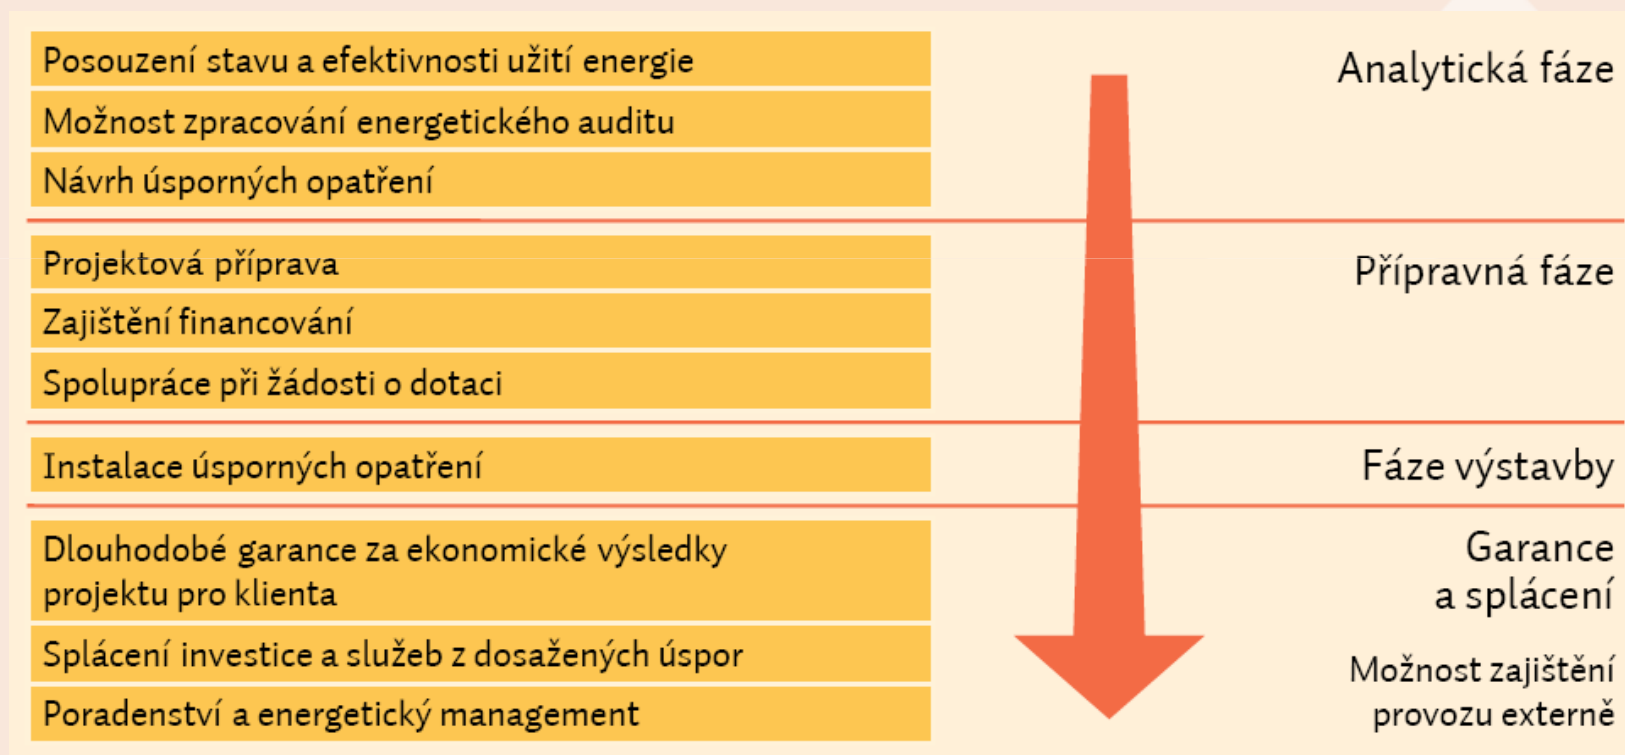 Posouzení stavu a efektivnosti užití energie
Možnost zpracování energetického auditu
Návrh úsporných opatření
Analytická fáze
Projektová příprava
Zajištění financování
Spolupráce při žádosti o dotaci
Přípravná fáze
Instalace úsporných opatření
Fáze výstavby
Dlouhodobé garance za ekonomické výsledky
projektu pro klienta
Splácení investice a služeb z dosažených úspor
Poradenství a energetický management
Garance
a splácení
Možnost zajištění
provozu externě